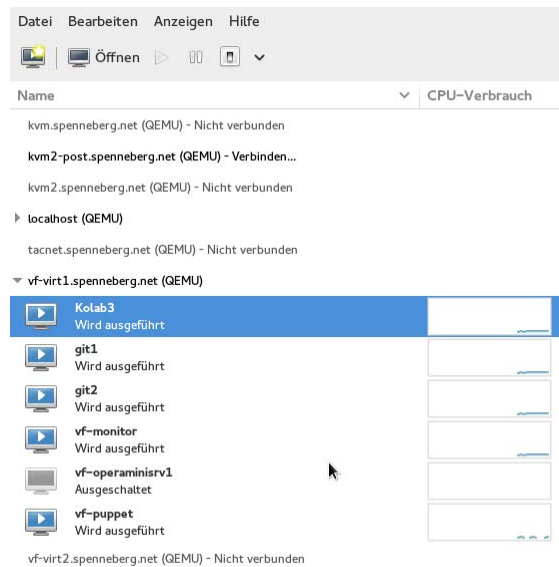 Datei Bearbeiten Anzeigen Hilfe
Öffnen
Name CPU-Verbrauch
kvm.spenneberg.net (QEMU) - Nicht verbunden
kvm2-post.spenneberg.net (QEMU) - Verbinden...
kvm2.spenneberg.net (QEMU) - Nicht verbunden
localhost (QEMU)
tacnet.spenneberg.net (QEMU) - Nicht verbunden
vf-virt1.spenneberg.net (QEMU)
Kolab3
Wird ausgeführt
git1
Wird ausgeführt
git2
Wird ausgeführt
vf-monitor
Wird ausgeführt
vf-operaminisrv1
Ausgeschaltet
vf-puppet
Wird ausgeführt
vf-virt2.spenneberg.net (QEMU) - Nicht verbunden